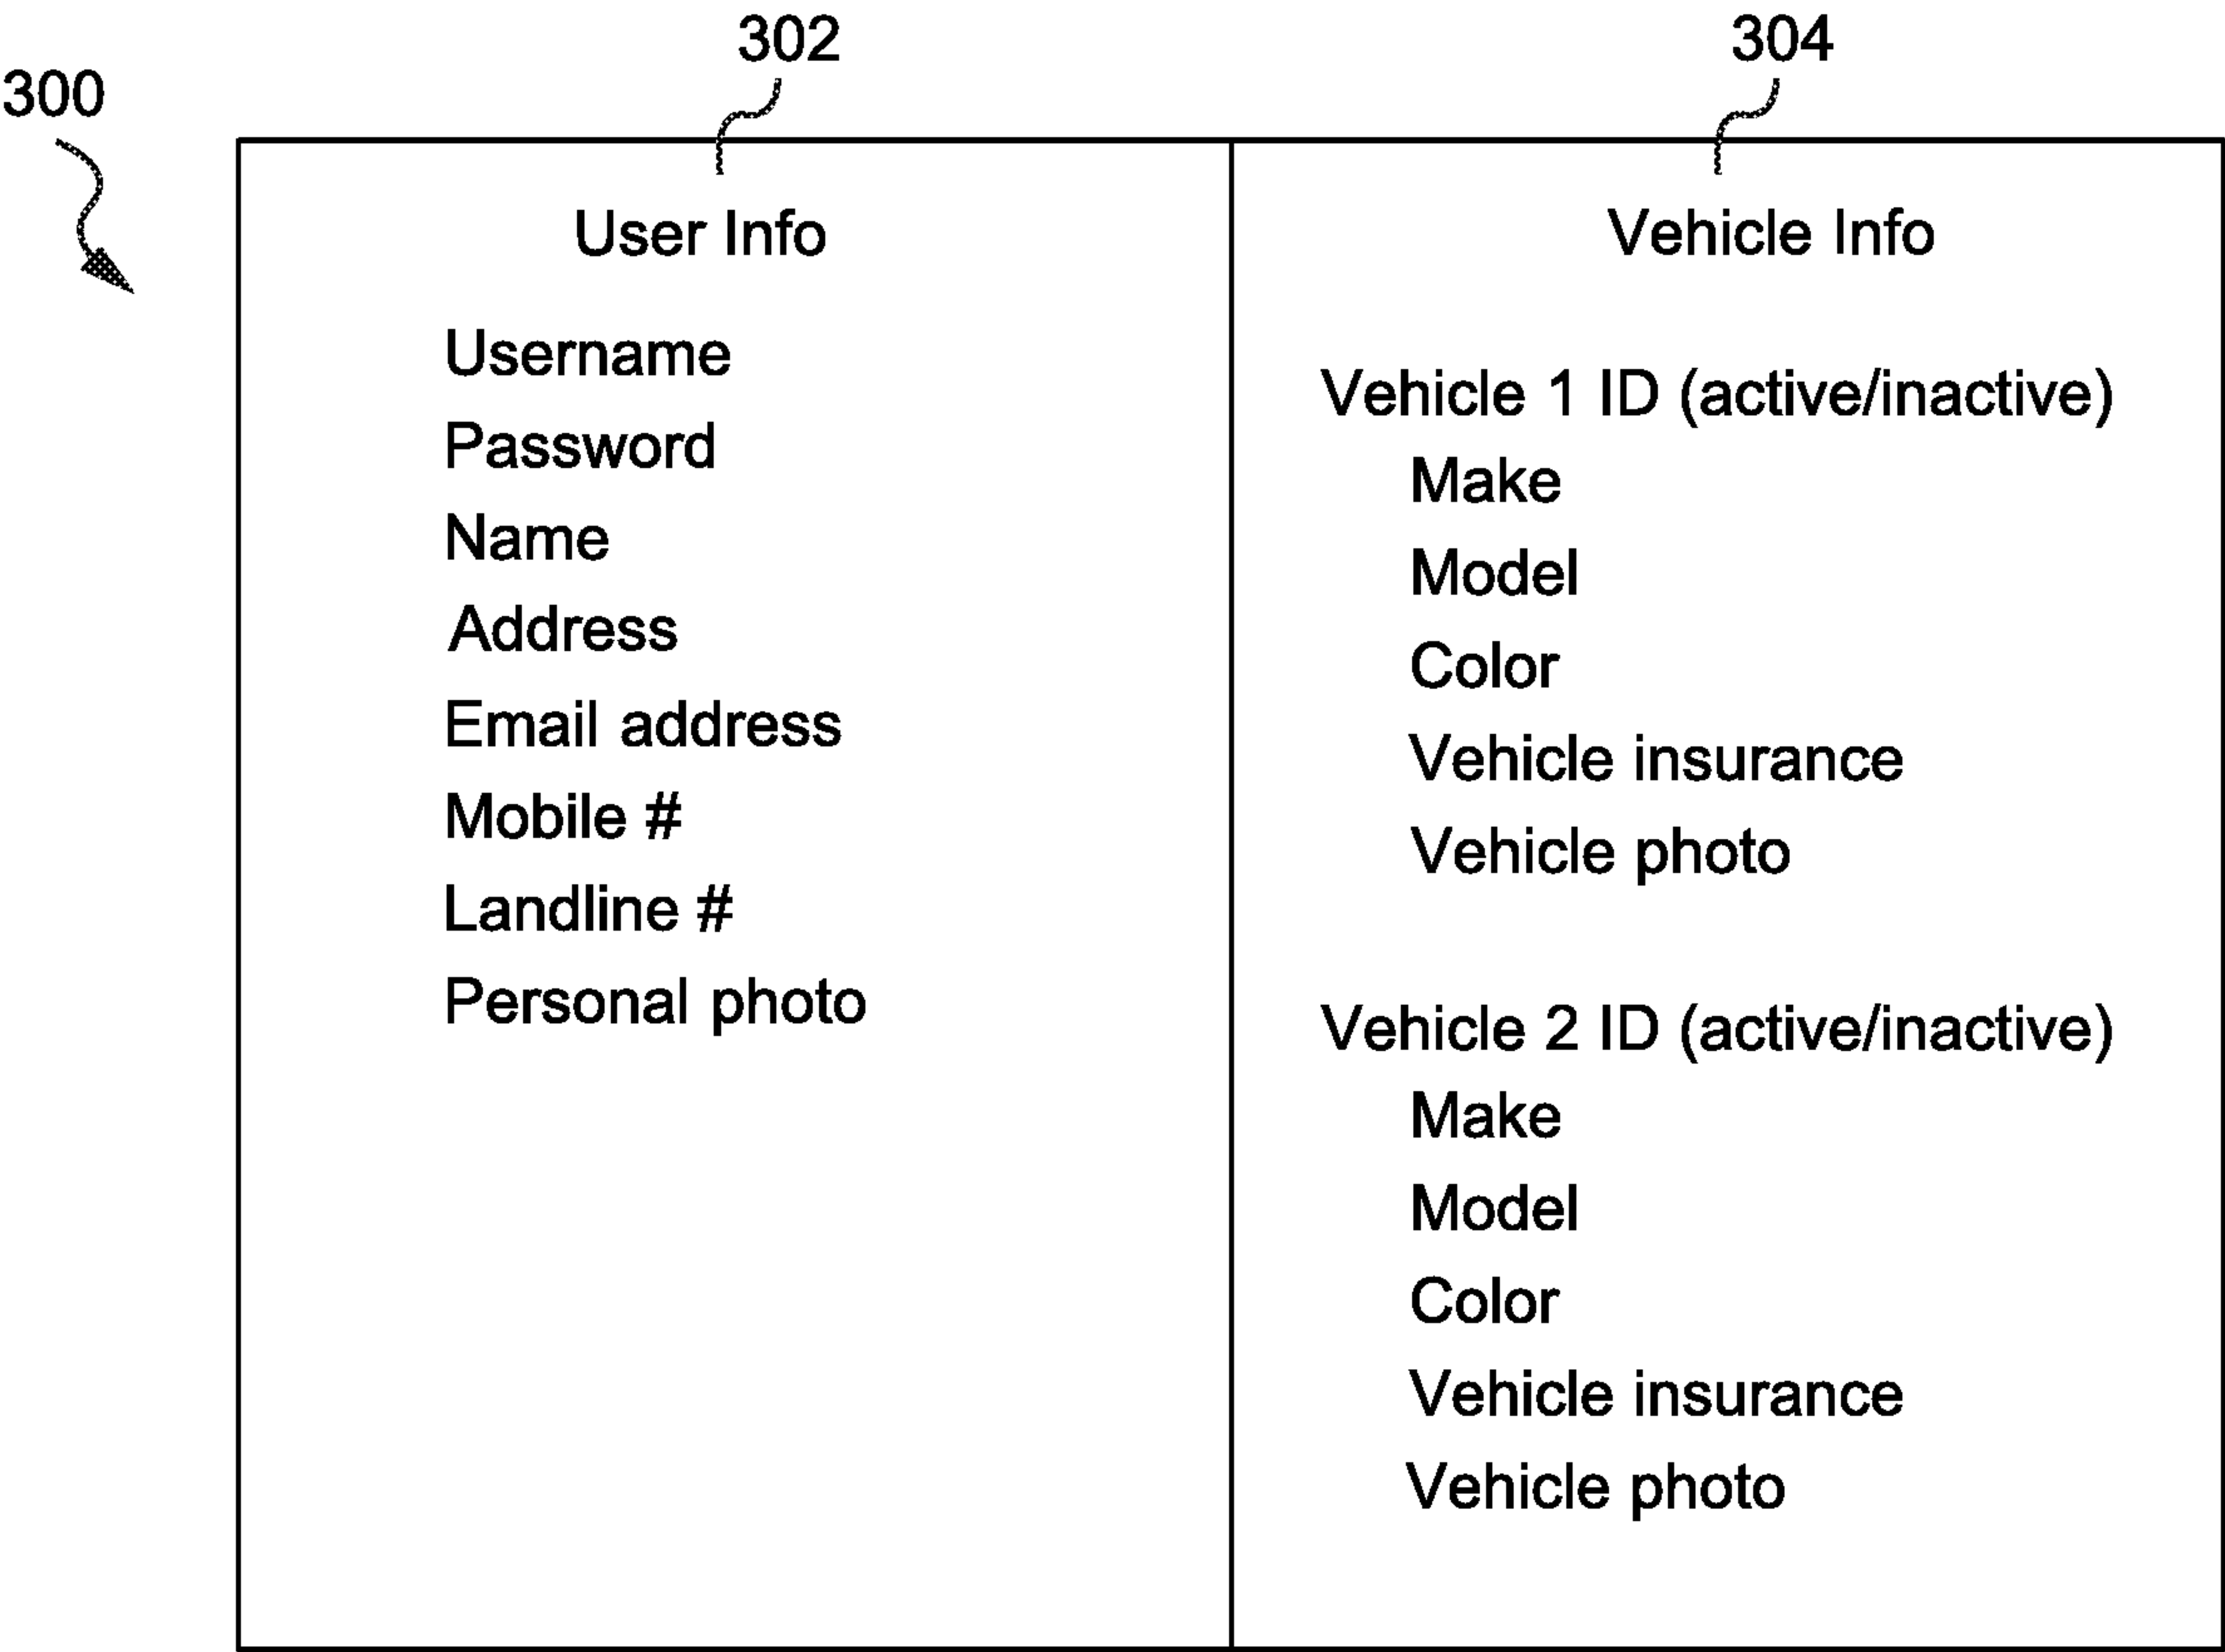 302
304
300
User Info
Username
Password
Name
Address
Email address
Mobile #
Landline #
Personal photo
Vehicle Info
Vehicle 1 ID (active/inactive)
Make
Model
Color
Vehicle insurance
Vehicle photo
Vehicle 2 ID (active/inactive)
Make
Model
Color
Vehicle insurance
Vehicle photo